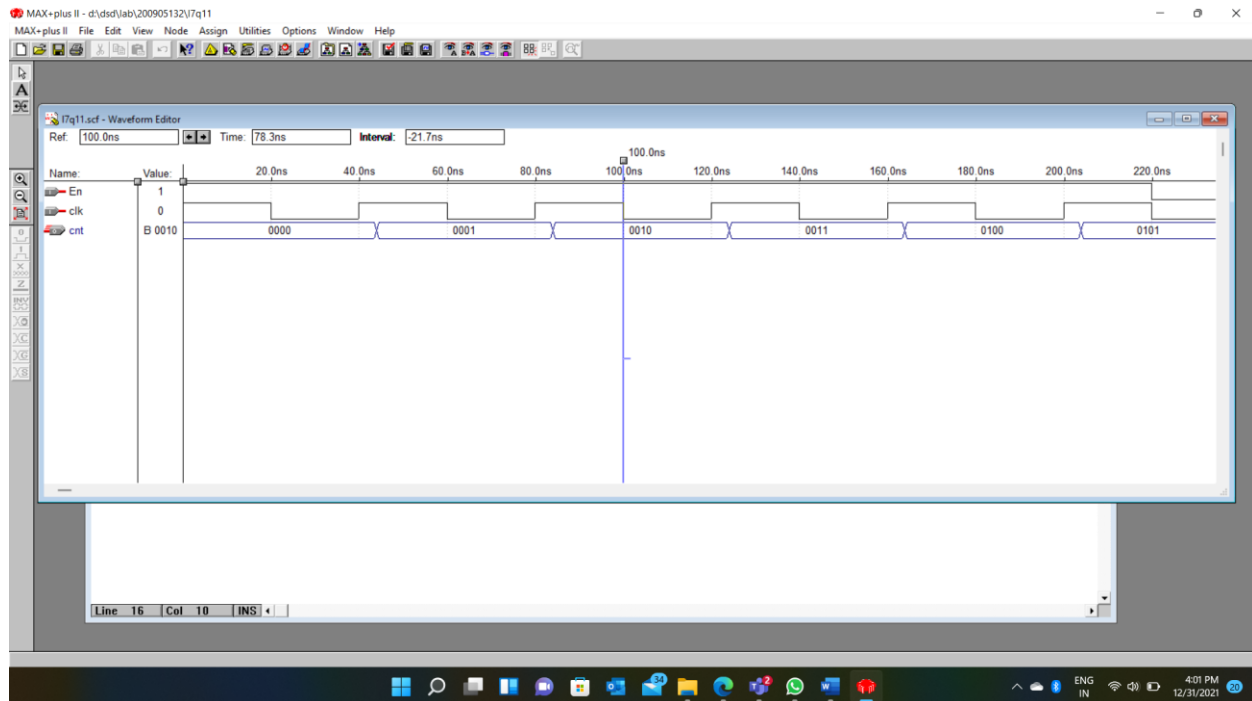 MAX+plus II - d:\dsd\lab\200905132\l7q11
MAX+plus II File Edit View Node Assign Utilities Options Window Help
l7q11.scf - Waveform Editor
Ref: 100.0ns Time: 78.3ns Interval: -21.7ns
100.0ns
Name: Value: 20.0ns 40.0ns 60.0ns 80.0ns 100.0ns 120.0ns 140.0ns 160.0ns 180.0ns 200.0ns 220.0ns
En 1
clk 0
cnt B 0010 0000 0001 0010 0011 0100 0101
Line 16 Col 10 INS
34 2
ENG
IN
4:01 PM
12/31/2021
20